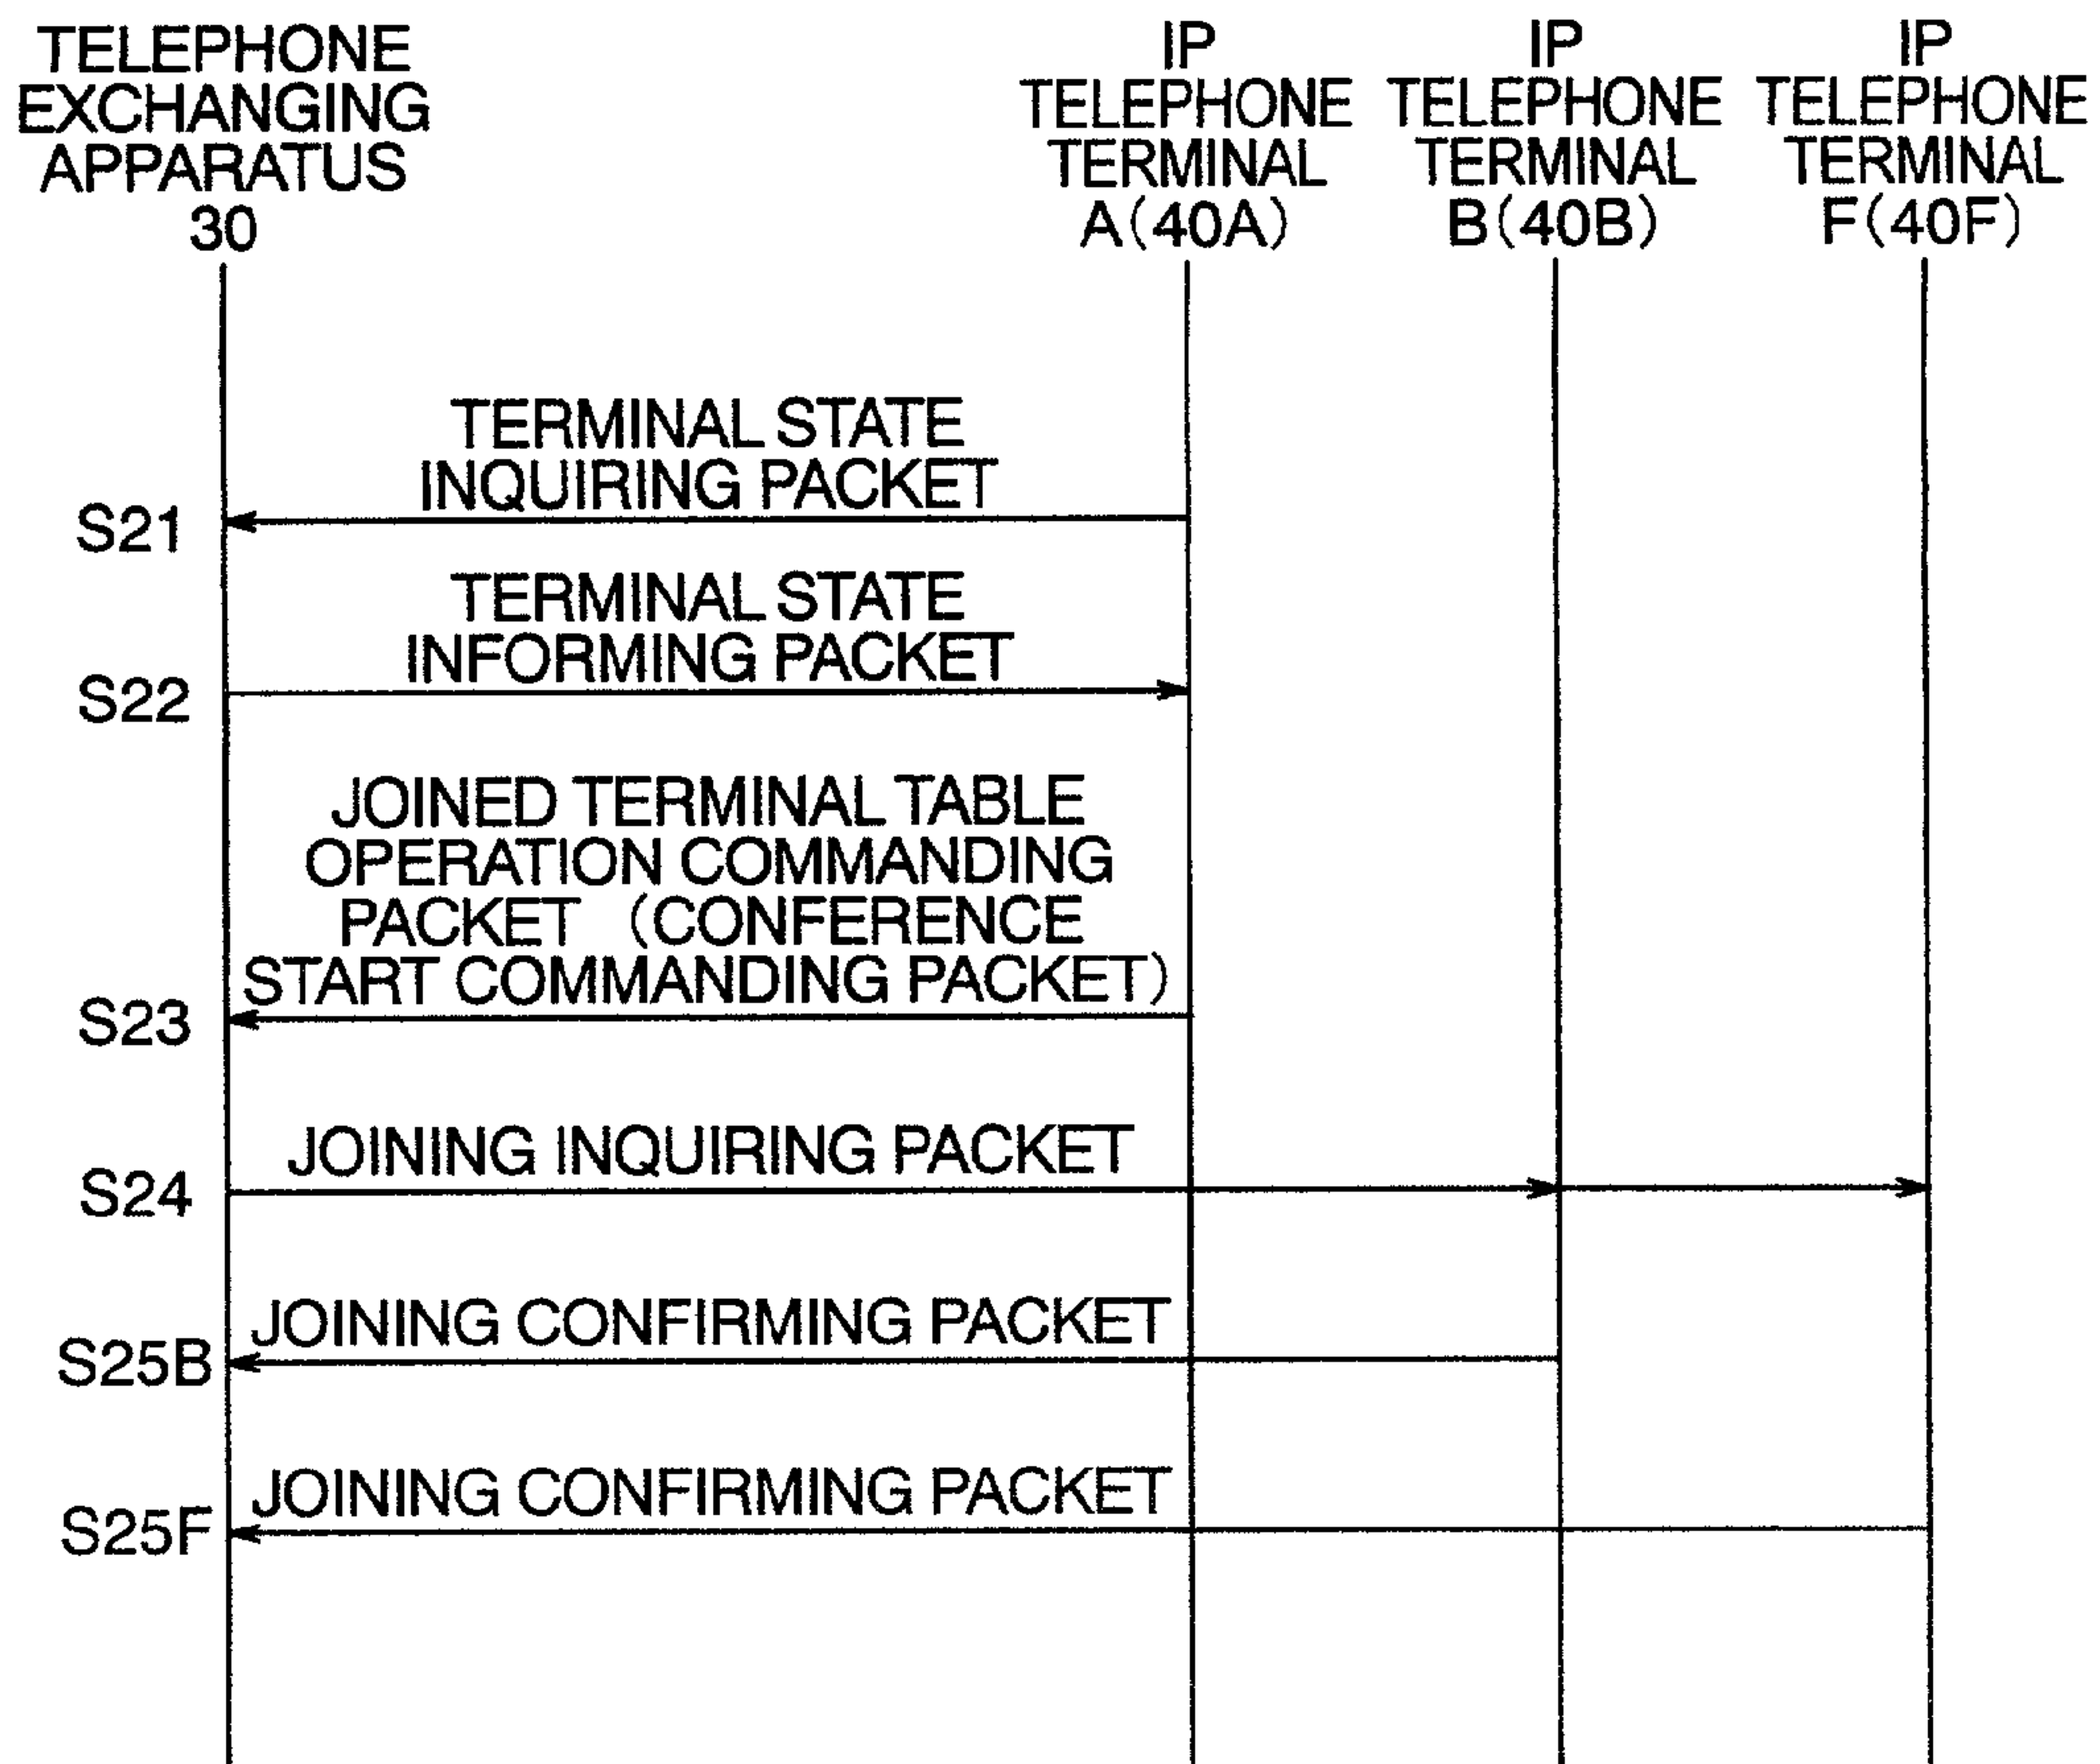 TELEPHONE
EXCHANGING
APPARATUS
30
IP
TELEPHONE
TERMINAL
A(40A)
IP
TELEPHONE
TERMINAL
B(40B)
IP
TELEPHONE
TERMINAL
F(40F)
TERMINAL STATE
INQUIRING PACKET
S21
TERMINAL STATE
INFORMING PACKET
S22
JOINED TERMINAL TABLE
OPERATION COMMANDING
PACKET (CONFERENCE
START COMMANDING PACKET)
S23
JOINING INQUIRING PACKET
S24
JOINING CONFIRMING PACKET
S25B
JOINING CONFIRMING PACKET
S25F